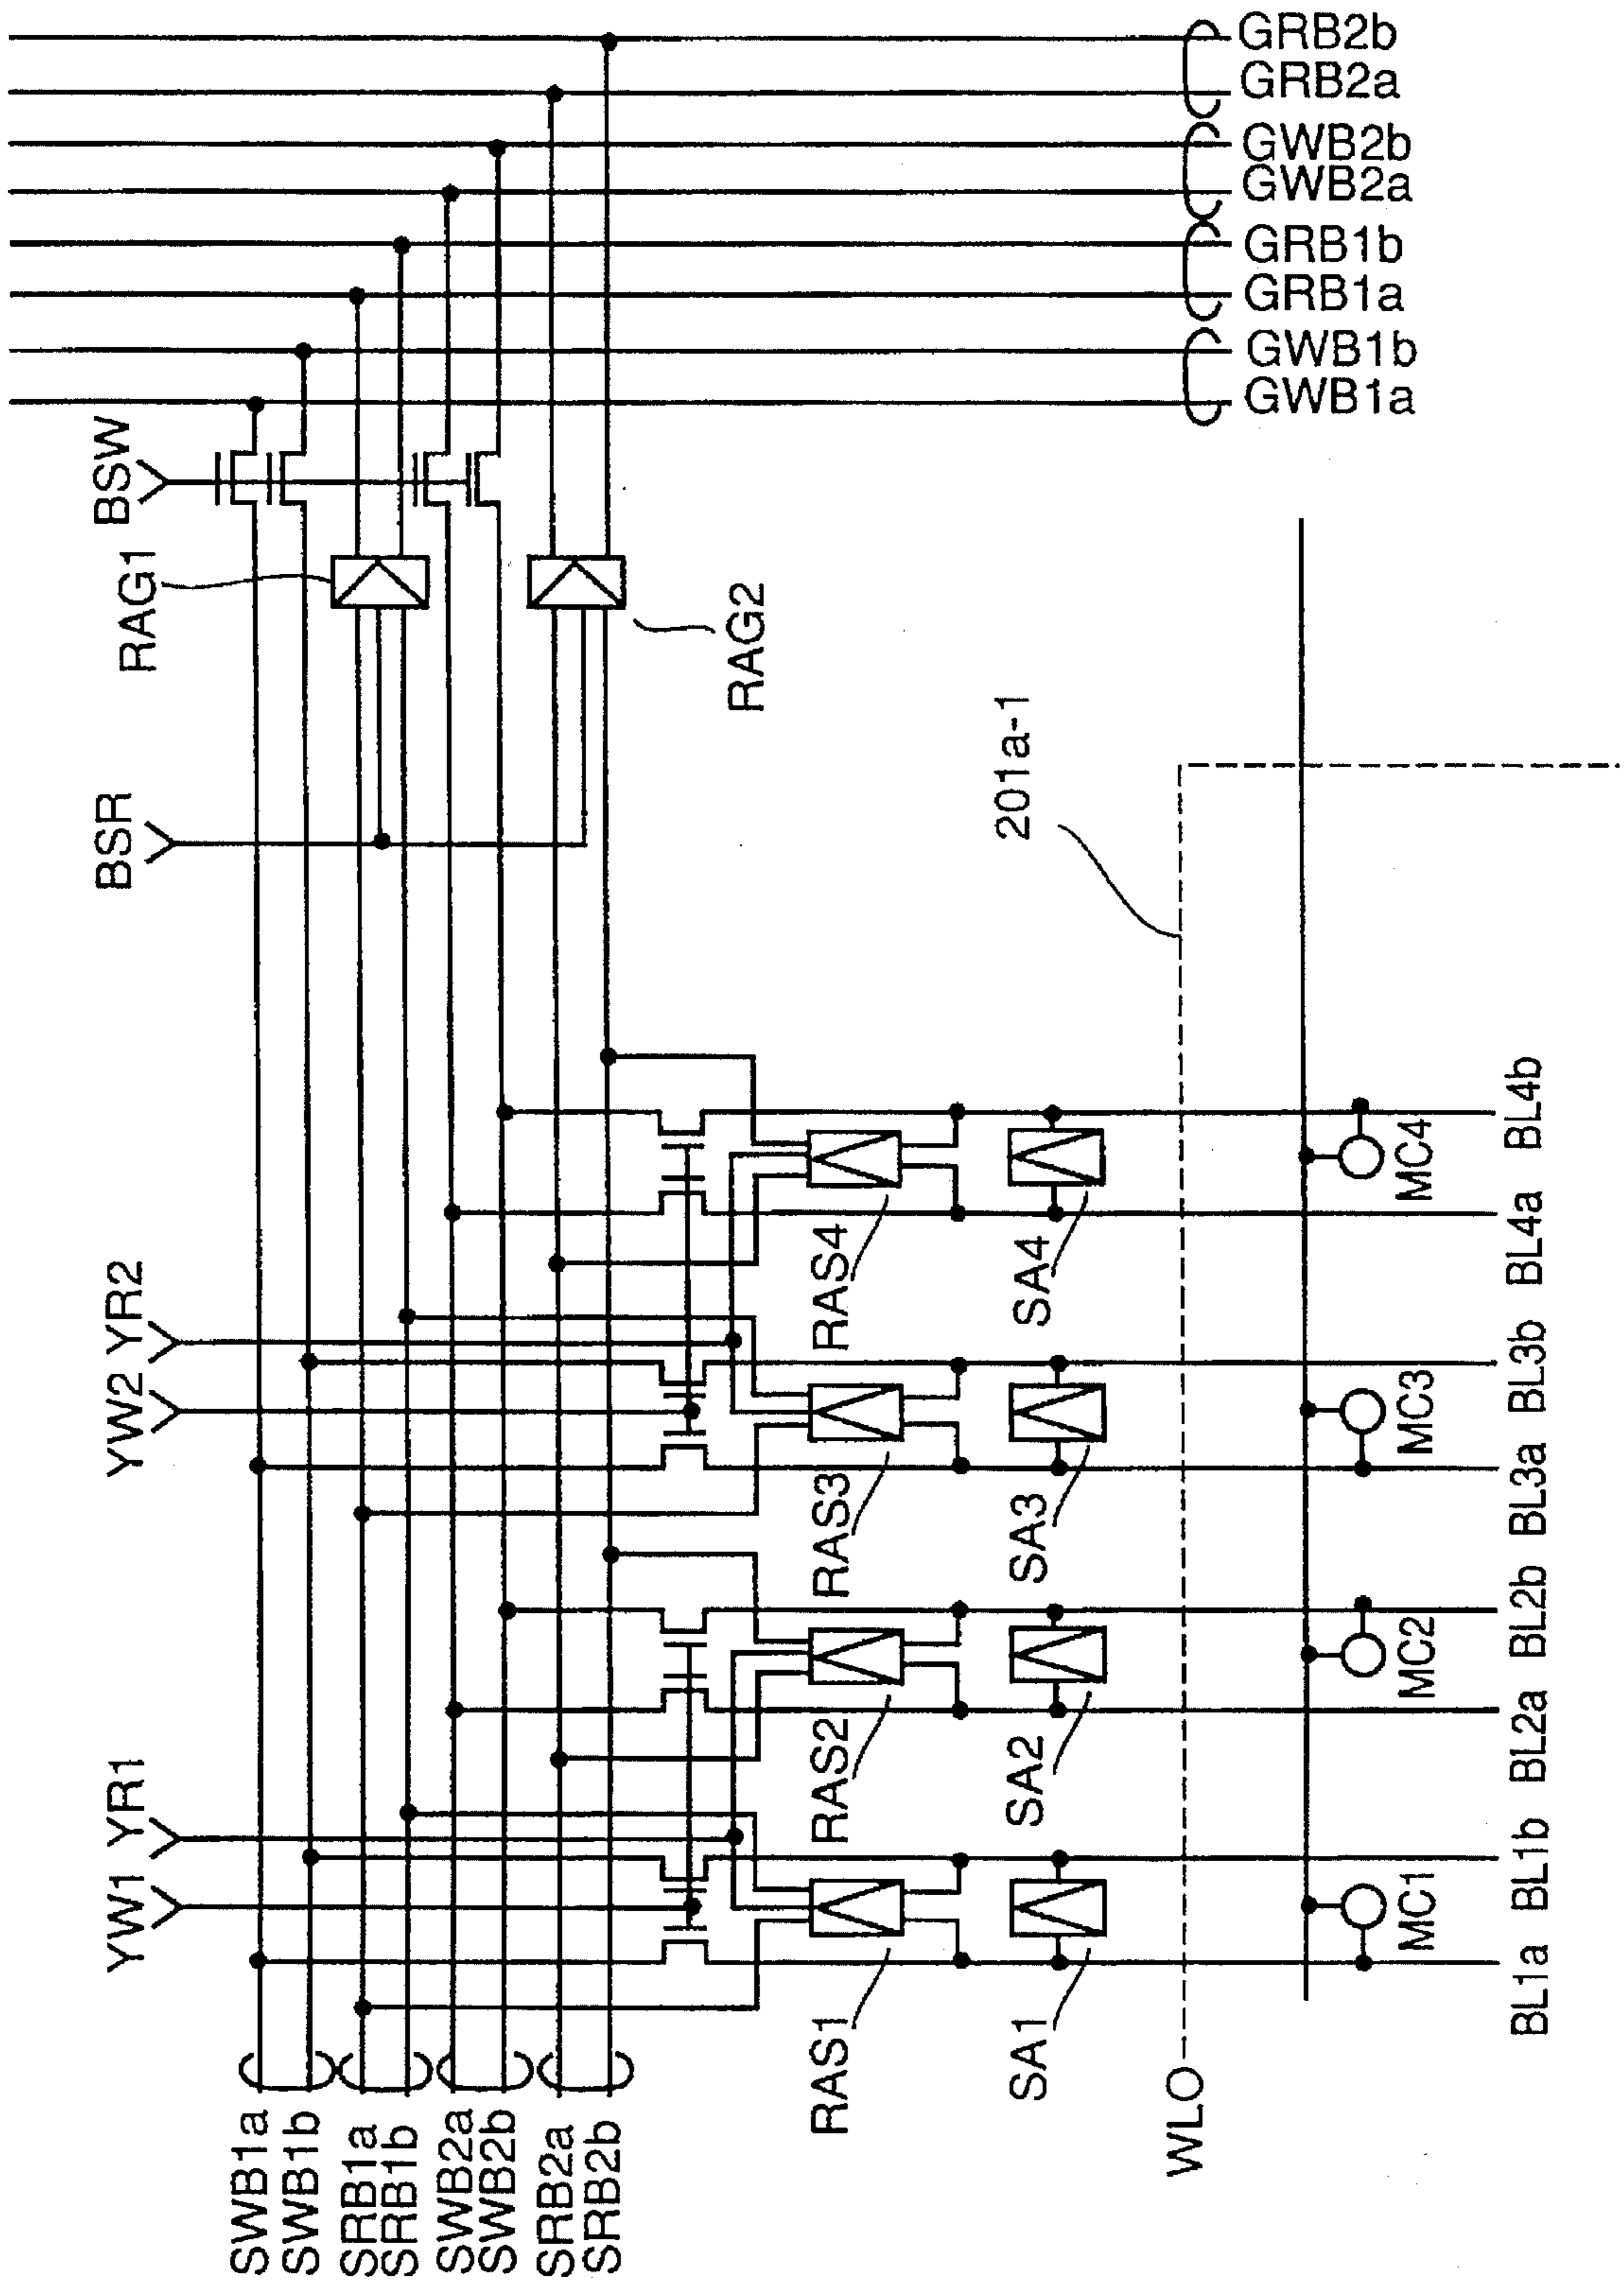 GRB2b
GRB2a
GWB2b
GWB2a
GRB1b
GRB1a
GWB1b
GWB1a
BSW
RAG1
RAG2
BSR
201a-1
YR2
YW2
YR1
YW1
RAS4
SA4
MC4
BL4b
BL4a
RAS3
SA3
MC3
BL3b
BL3a
RAS2
SA2
MC2
BL2b
BL2a
RAS1
SA1
MC1
BL1b
BL1a
WLO
SWB1a
SWB1b
SRB1a
SRB1b
SWB2a
SWB2b
SRB2a
SRB2b